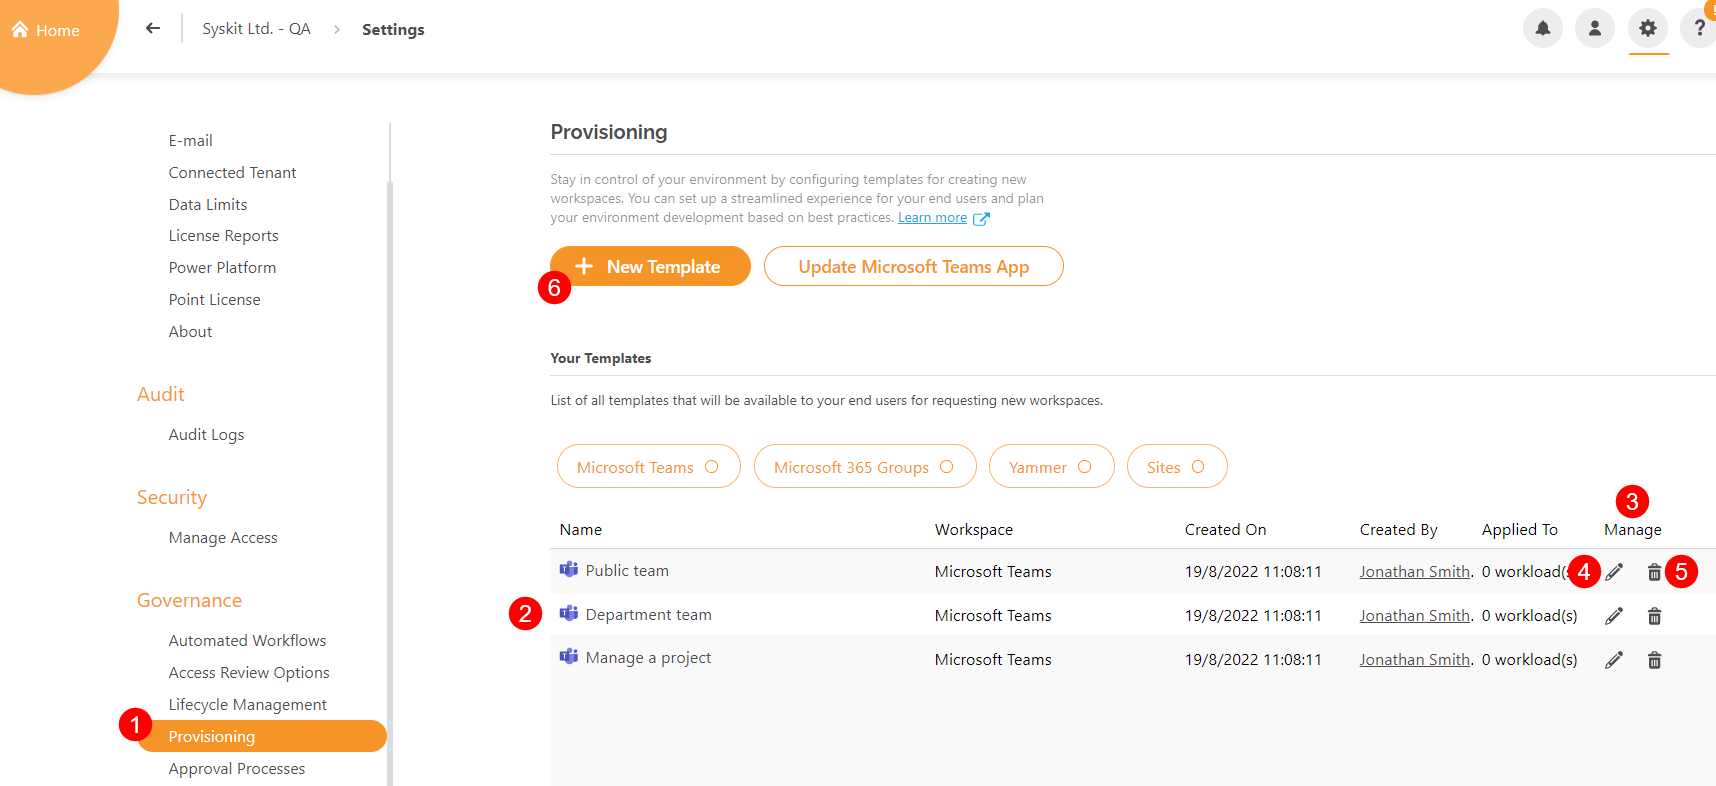 Home
Syskit Ltd. - QA > Settings
?
E-mail
Connected Tenant
Data Limits
License Reports
Power Platform
Point License
About
Audit
Audit Logs
Security
Manage Access
Governance
Automated Workflows
Access Review Options
Lifecycle Management
1
Provisioning
Approval Processes
Provisioning
Stay in control of your environment by configuring templates for creating new
workspaces. You can set up a streamlined experience for your end users and plan
your environment development based on best practices. Learn more
+ New Template
Update Microsoft Teams App
6
Your Templates
List of all templates that will be available to your end users for requesting new workspaces.
Microsoft Teams
Microsoft 365 Groups
Yammer
Sites
3
Name Workspace Created On Created By Applied To Manage
Public team Microsoft Teams 19/8/2022 11:08:11 Jonathan Smith. 0 workload(s) 4 5
2 Department team Microsoft Teams 19/8/2022 11:08:11 Jonathan Smith. 0 workload(s)
Manage a project Microsoft Teams 19/8/2022 11:08:11 Jonathan Smith. 0 workload(s)